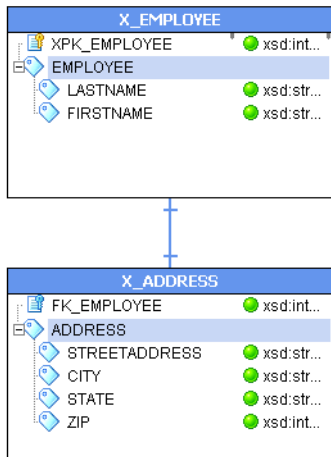 X_EMPLOYEE
XPK_EMPLOYEE xsd:int...
EMPLOYEE
LASTNAME xsd:str...
FIRSTNAME xsd:str...
X_ADDRESS
FK_EMPLOYEE xsd:int...
ADDRESS
STREETADDRESS xsd:str...
CITY xsd:str...
STATE xsd:str...
ZIP xsd:int...